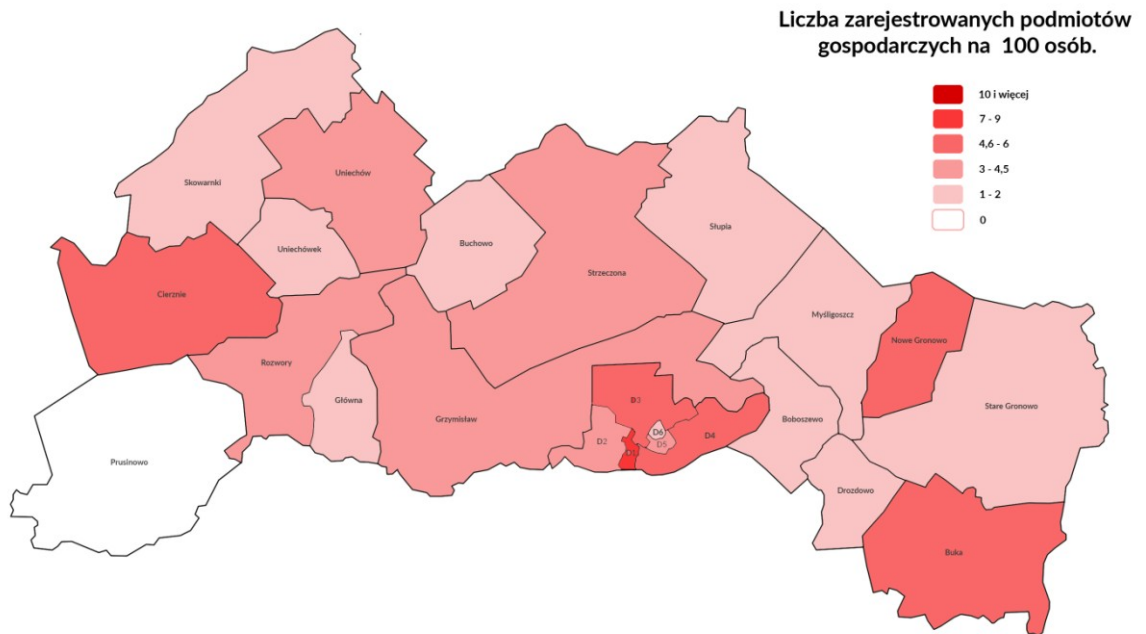 Liczba zarejestrowanych podmiotów
gospodarczych na 100 osób.
10 i więcej
7 - 9
4,6 - 6
3 - 4,5
1 - 2
0
Skowarnki
Uniechów
Uniechówek
Buchowo
Słupia
Strzeczona
Cierznie
Myśligoszcz
Nowe Gronowo
Rozwory
Główna
Grzymisław
D3
Boboszewo
Stare Gronowo
D6
D4
D2
D5
D1
Prusinowo
Drozdowo
Buka